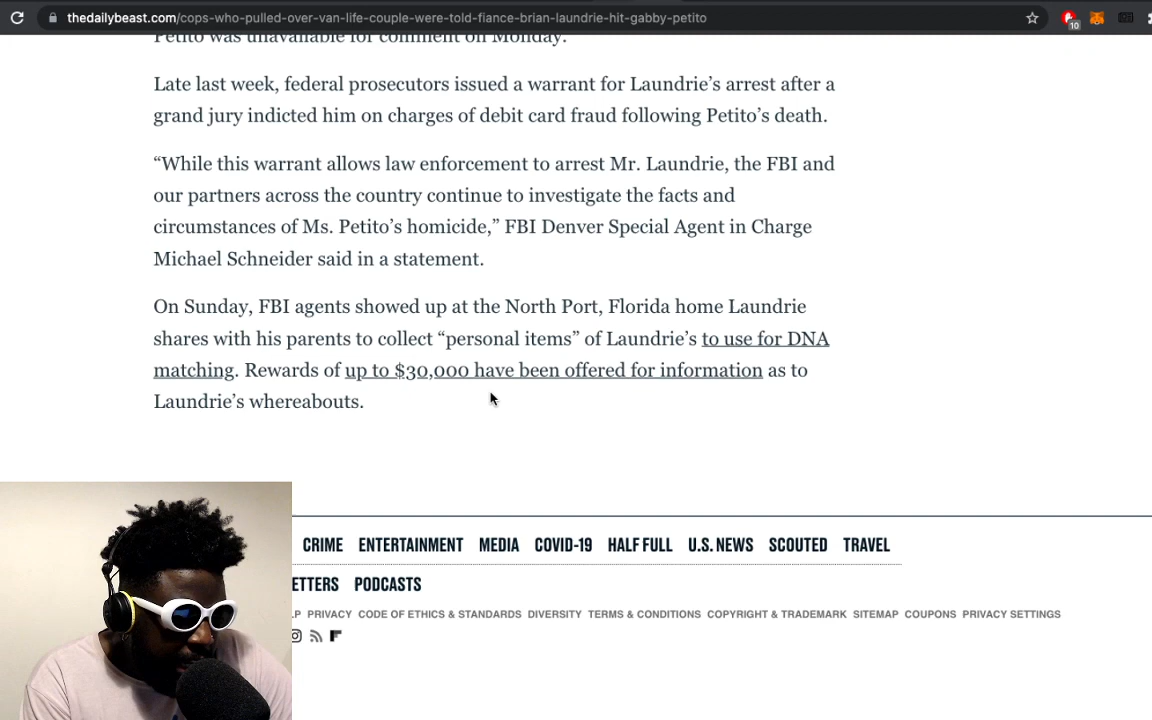 thedailybeast.com/cops-who-pulled-over-van-life-couple-were-told-fiance-brian-laundrie-hit-gabby-petito
10
Petito was unavailable for comment on Monday.
Late last week, federal prosecutors issued a warrant for Laundrie’s arrest after a
grand jury indicted him on charges of debit card fraud following Petito’s death.
“While this warrant allows law enforcement to arrest Mr. Laundrie, the FBI and
our partners across the country continue to investigate the facts and
circumstances of Ms. Petito’s homicide,” FBI Denver Special Agent in Charge
Michael Schneider said in a statement.
On Sunday, FBI agents showed up at the North Port, Florida home Laundrie
shares with his parents to collect “personal items” of Laundrie’s to use for DNA
matching. Rewards of up to $30,000 have been offered for information as to
Laundrie’s whereabouts.
CRIME ENTERTAINMENT MEDIA COVID-19 HALF FULL U.S. NEWS SCOUTED TRAVEL
ETTERS PODCASTS
LP PRIVACY CODE OF ETHICS & STANDARDS DIVERSITY TERMS & CONDITIONS COPYRIGHT & TRADEMARK SITEMAP COUPONS PRIVACY SETTINGS